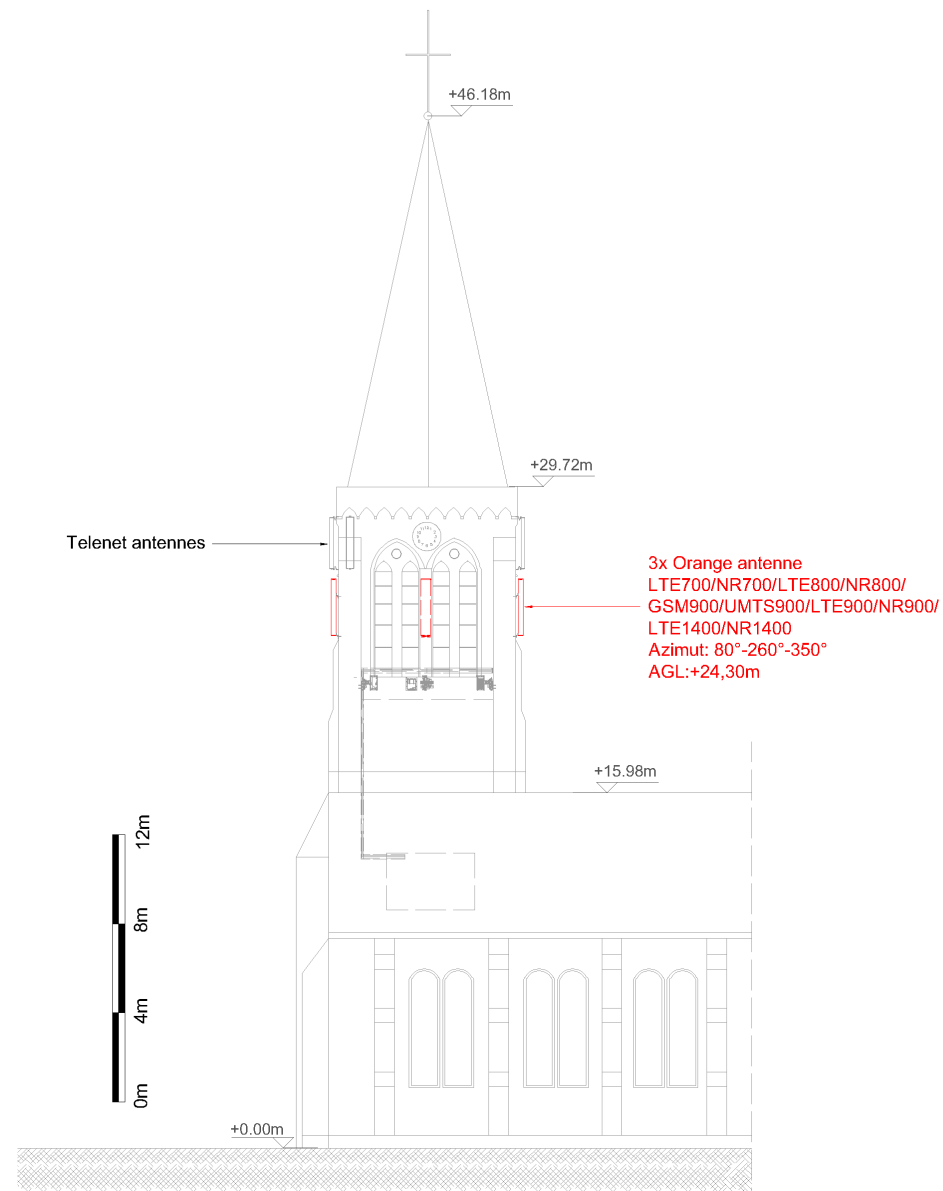 +46.18m
+29.72m
Telenet antennes
3x Orange antenne
LTE700/NR700/LTE800/NR800/
GSM900/UMTS900/LTE900/NR900/
LTE1400/NR1400
Azimut: 80°-260°-350°
AGL:+24,30m
+15.98m
12m
8m
4m
0m
+0.00m